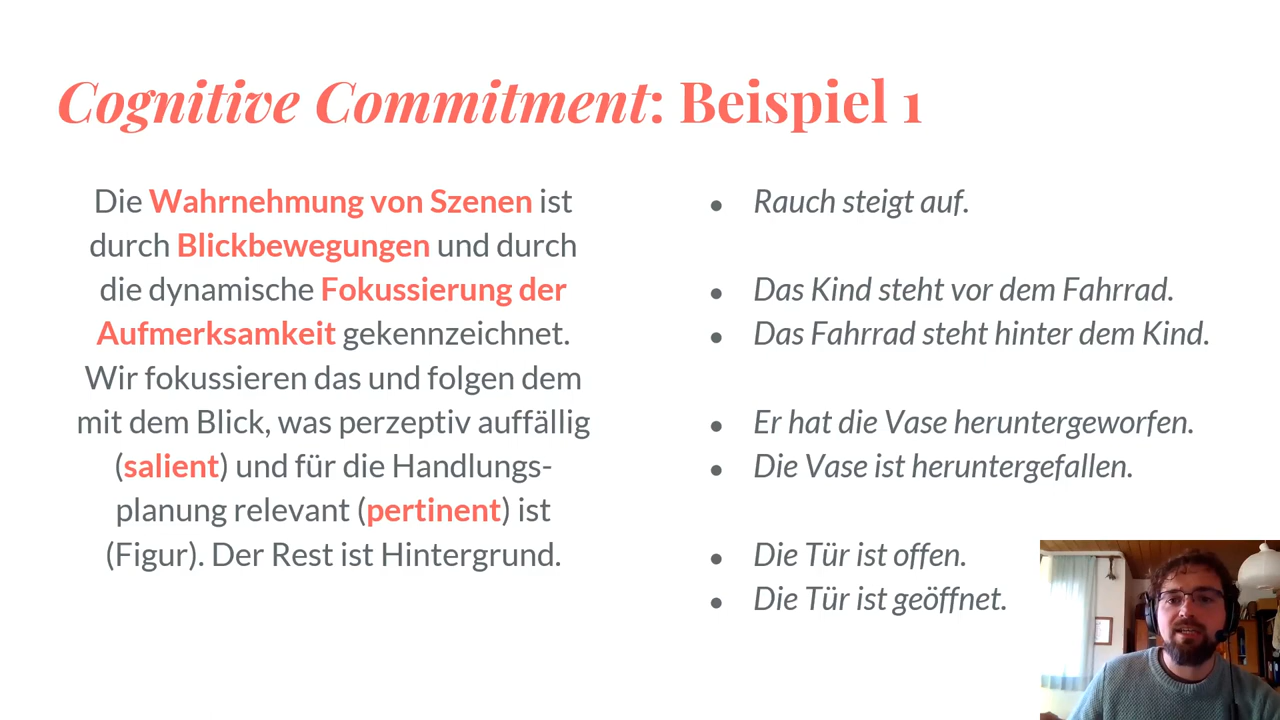 Cognitive Commitment: Beispiel 1
Die Wahrnehmung von Szenen ist
durch Blickbewegungen und durch
die dynamische Fokussierung der
Aufmerksamkeit gekennzeichnet.
Wir fokussieren das und folgen dem
mit dem Blick, was perzeptiv auffällig
(salient) und für die Handlungs-
planung relevant (pertinent) ist
(Figur). Der Rest ist Hintergrund.
● Rauch steigt auf.
● Das Kind steht vor dem Fahrrad.
● Das Fahrrad steht hinter dem Kind.
● Er hat die Vase heruntergeworfen.
● Die Vase ist heruntergefallen.
● Die Tür ist offen.
● Die Tür ist geöffnet.